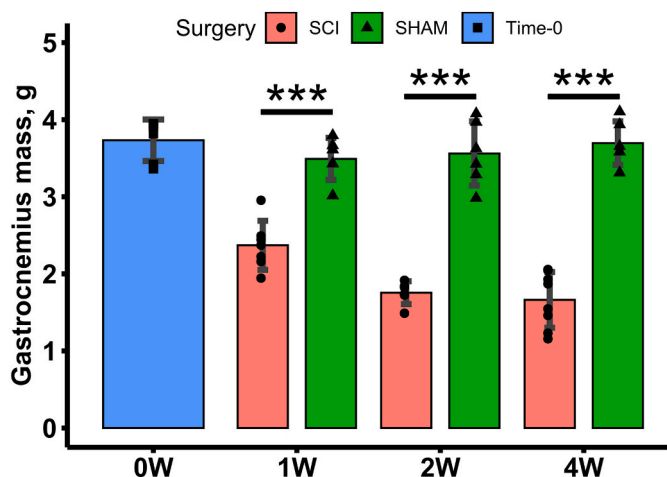 Surgery SCI SHAM Time-0
Gastrocnemius mass, g
5
4
3
2
1
0
*** *** ***
0W 1W 2W 4W